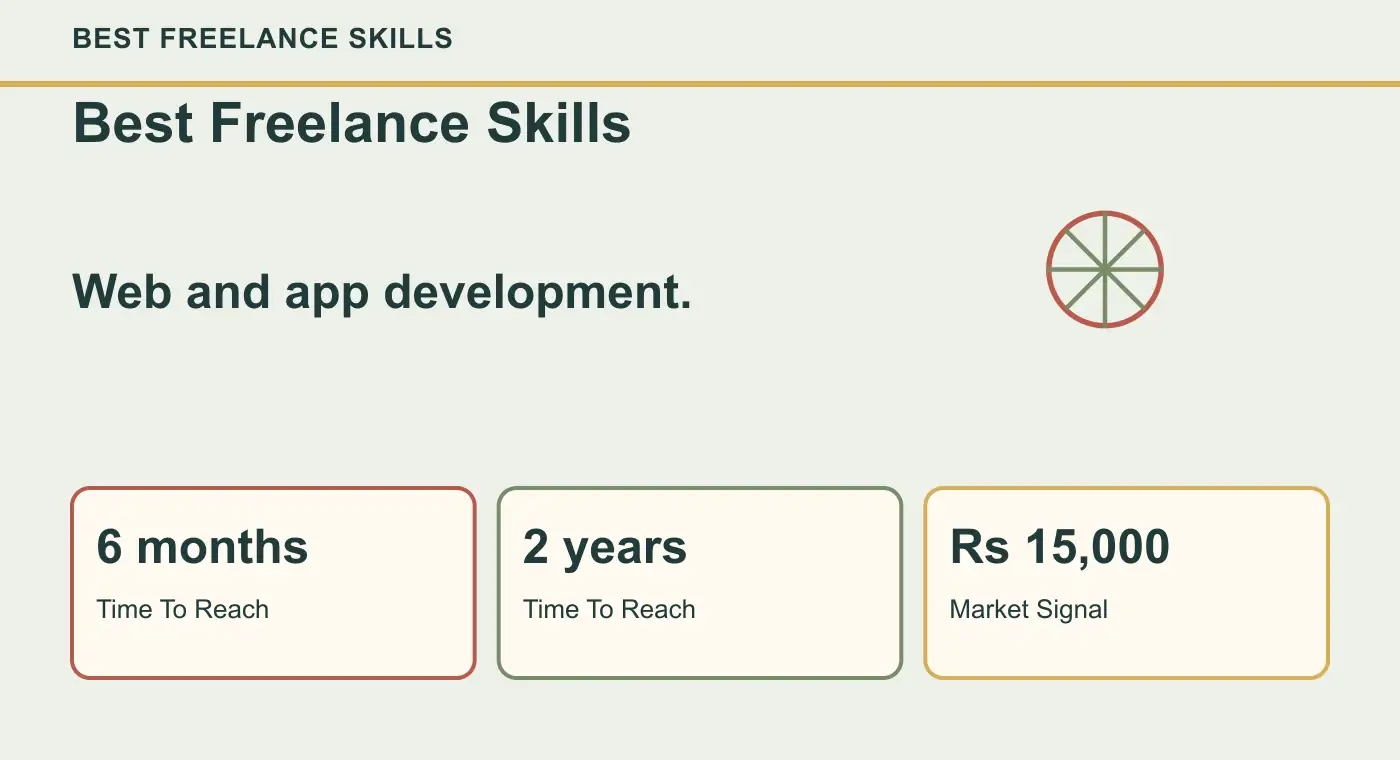 BEST FREELANCE SKILLS
Best Freelance Skills
Web and app development.
6 months
Time To Reach
2 years
Time To Reach
Rs 15,000
Market Signal